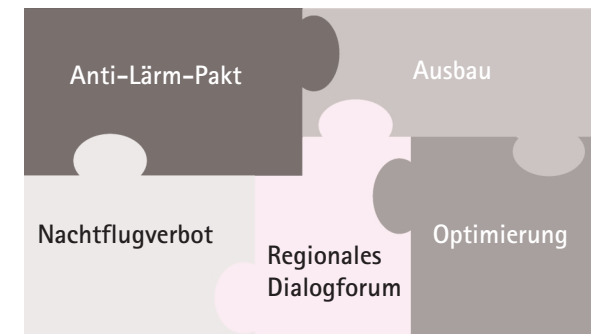 Anti-Lärm-Pakt
Ausbau
Nachtflugverbot
Regionales
Dialogforum
Optimierung